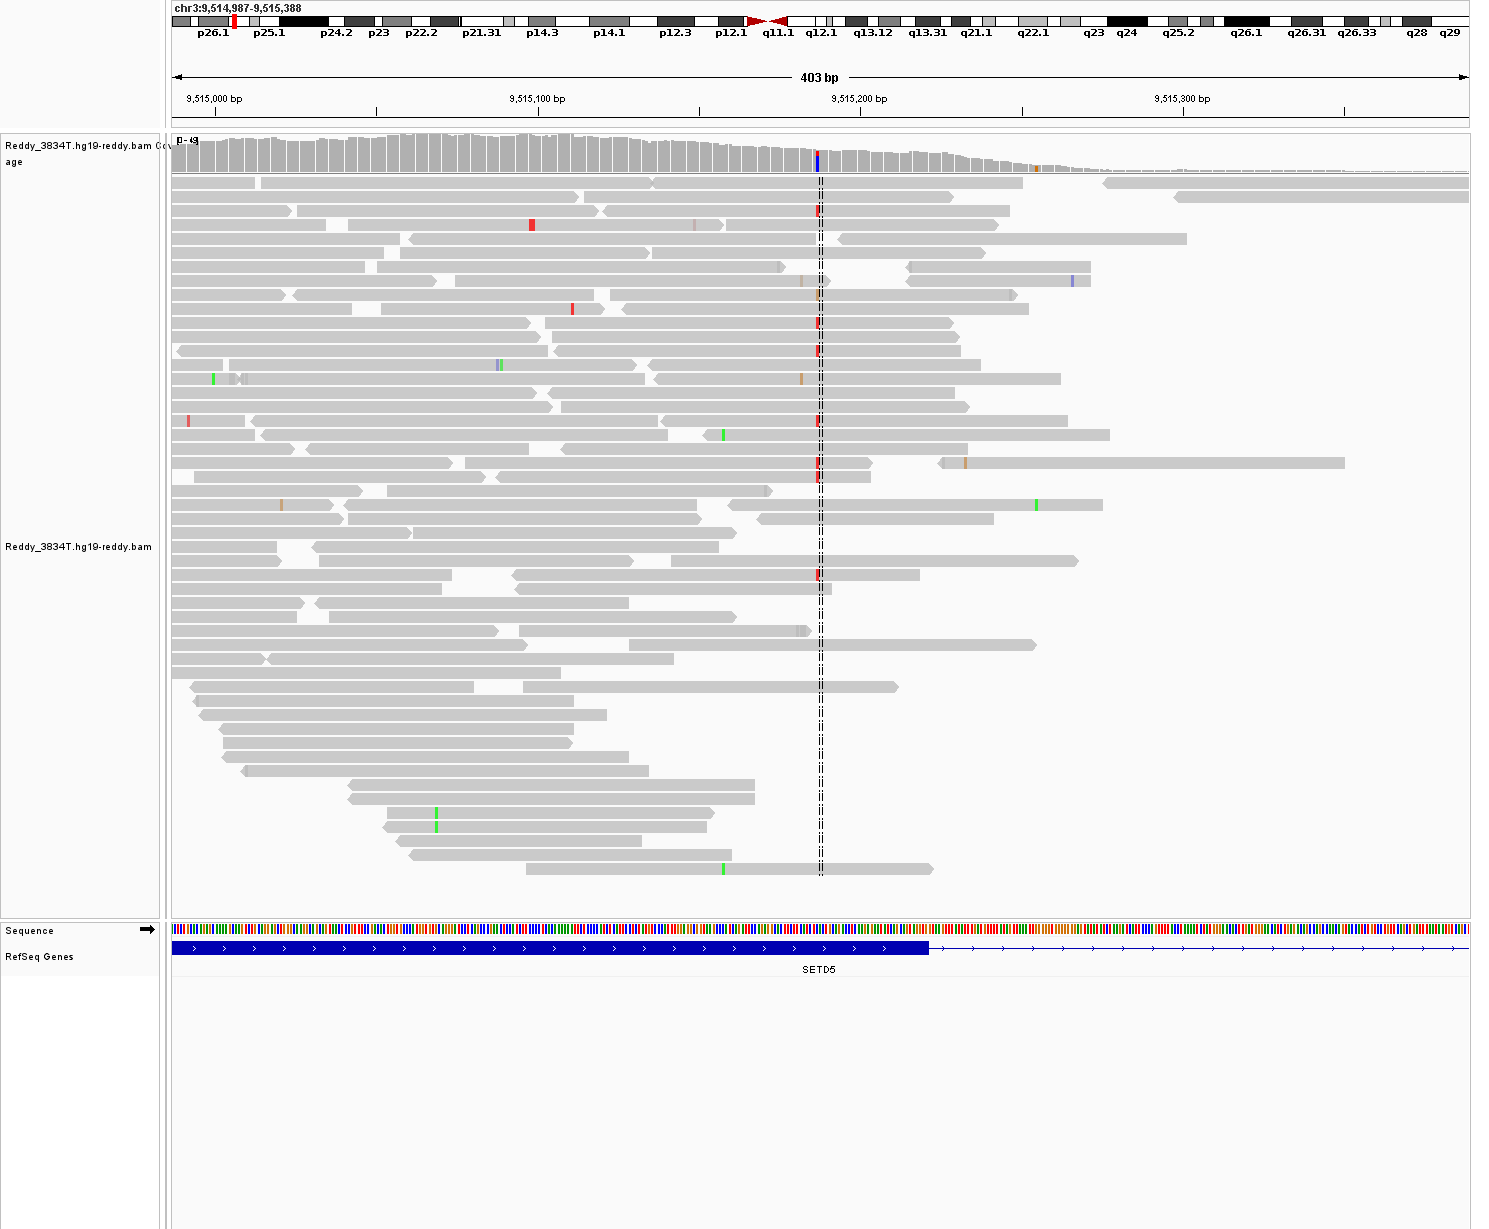 chr3:9,514,987-9,515,388
p26.1 p25.1 p24.2 p23 p22.2 p21.31 p14.3 p14.1 p12.3 p12.1 q11.1 q12.1 q13.12 q13.31 q21.1 q22.1 q23 q24 q25.2 q26.1 q26.31 q26.33 q28 q29
403 bp
9,515,000 bp 9,515,100 bp 9,515,200 bp 9,515,300 bp
Reddy_3834T.hg19-reddy.bam Cov
age
Reddy_3834T.hg19-reddy.bam
Sequence
RefSeq Genes
SETD5